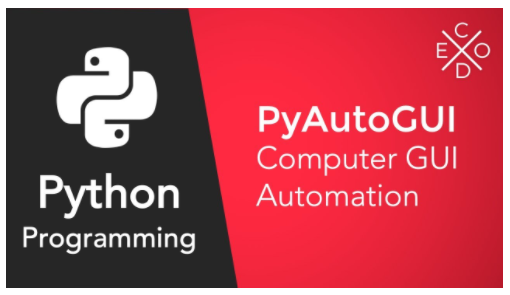 Python
Programming
PyAutoGUI
Computer GUI
Automation
C
E O
D